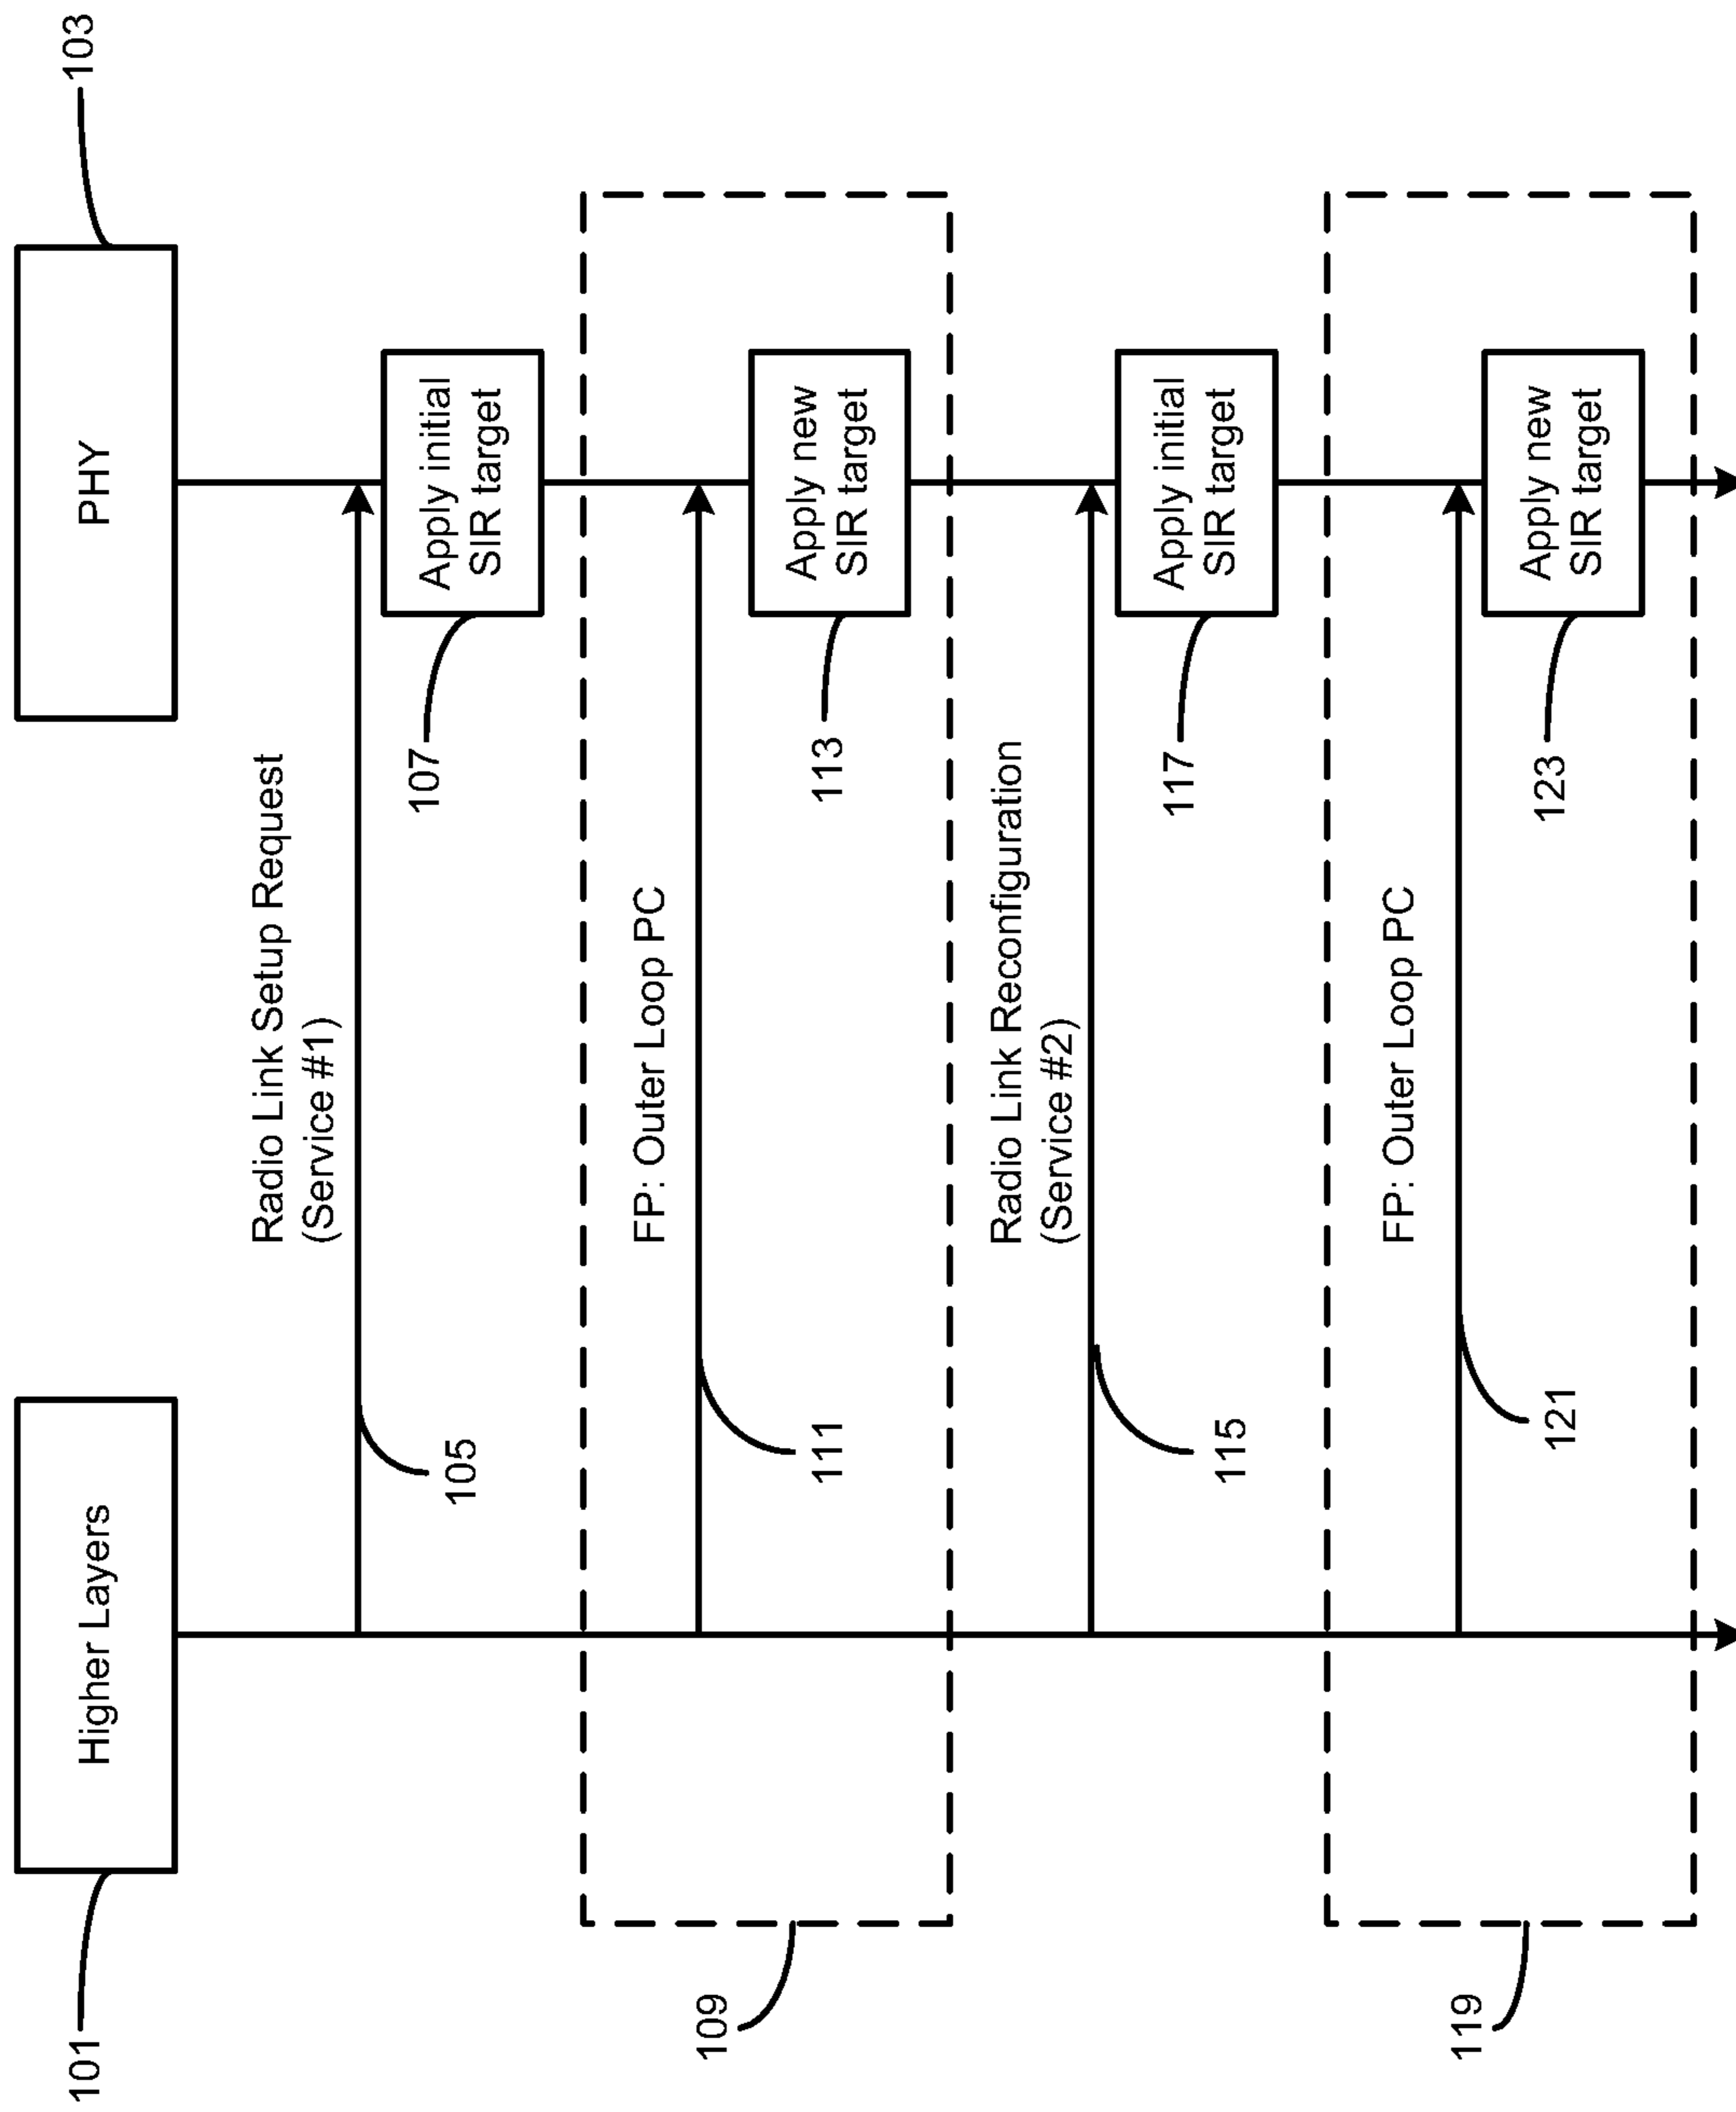 101
Higher Layers
PHY
103
Radio Link Setup Request
(Service #1)
105
Apply initial
SIR target
107
109
FP: Outer Loop PC
111
Apply new
SIR target
113
Radio Link Reconfiguration
(Service #2)
115
Apply initial
SIR target
117
119
FP: Outer Loop PC
121
Apply new
SIR target
123